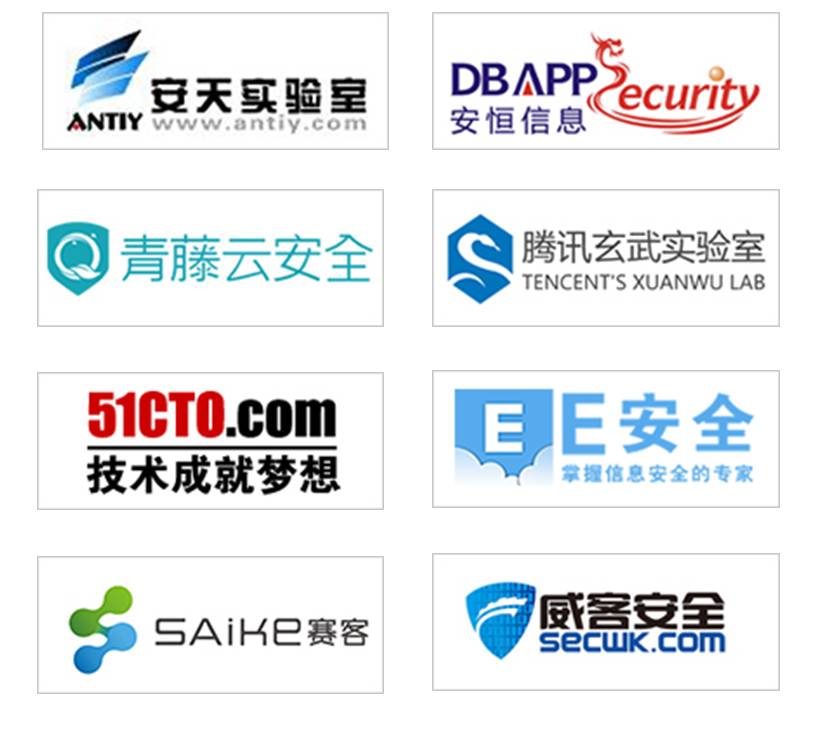 安天实验室
ANTIY www.antiy.com
DBAPPSecurity
安恒信息
青藤云安全
腾讯玄武实验室
TENCENT'S XUANWU LAB
51CTO.com
技术成就梦想
E E安全
掌握信息安全的专家
SAiKE赛客
威客安全
secwk.com